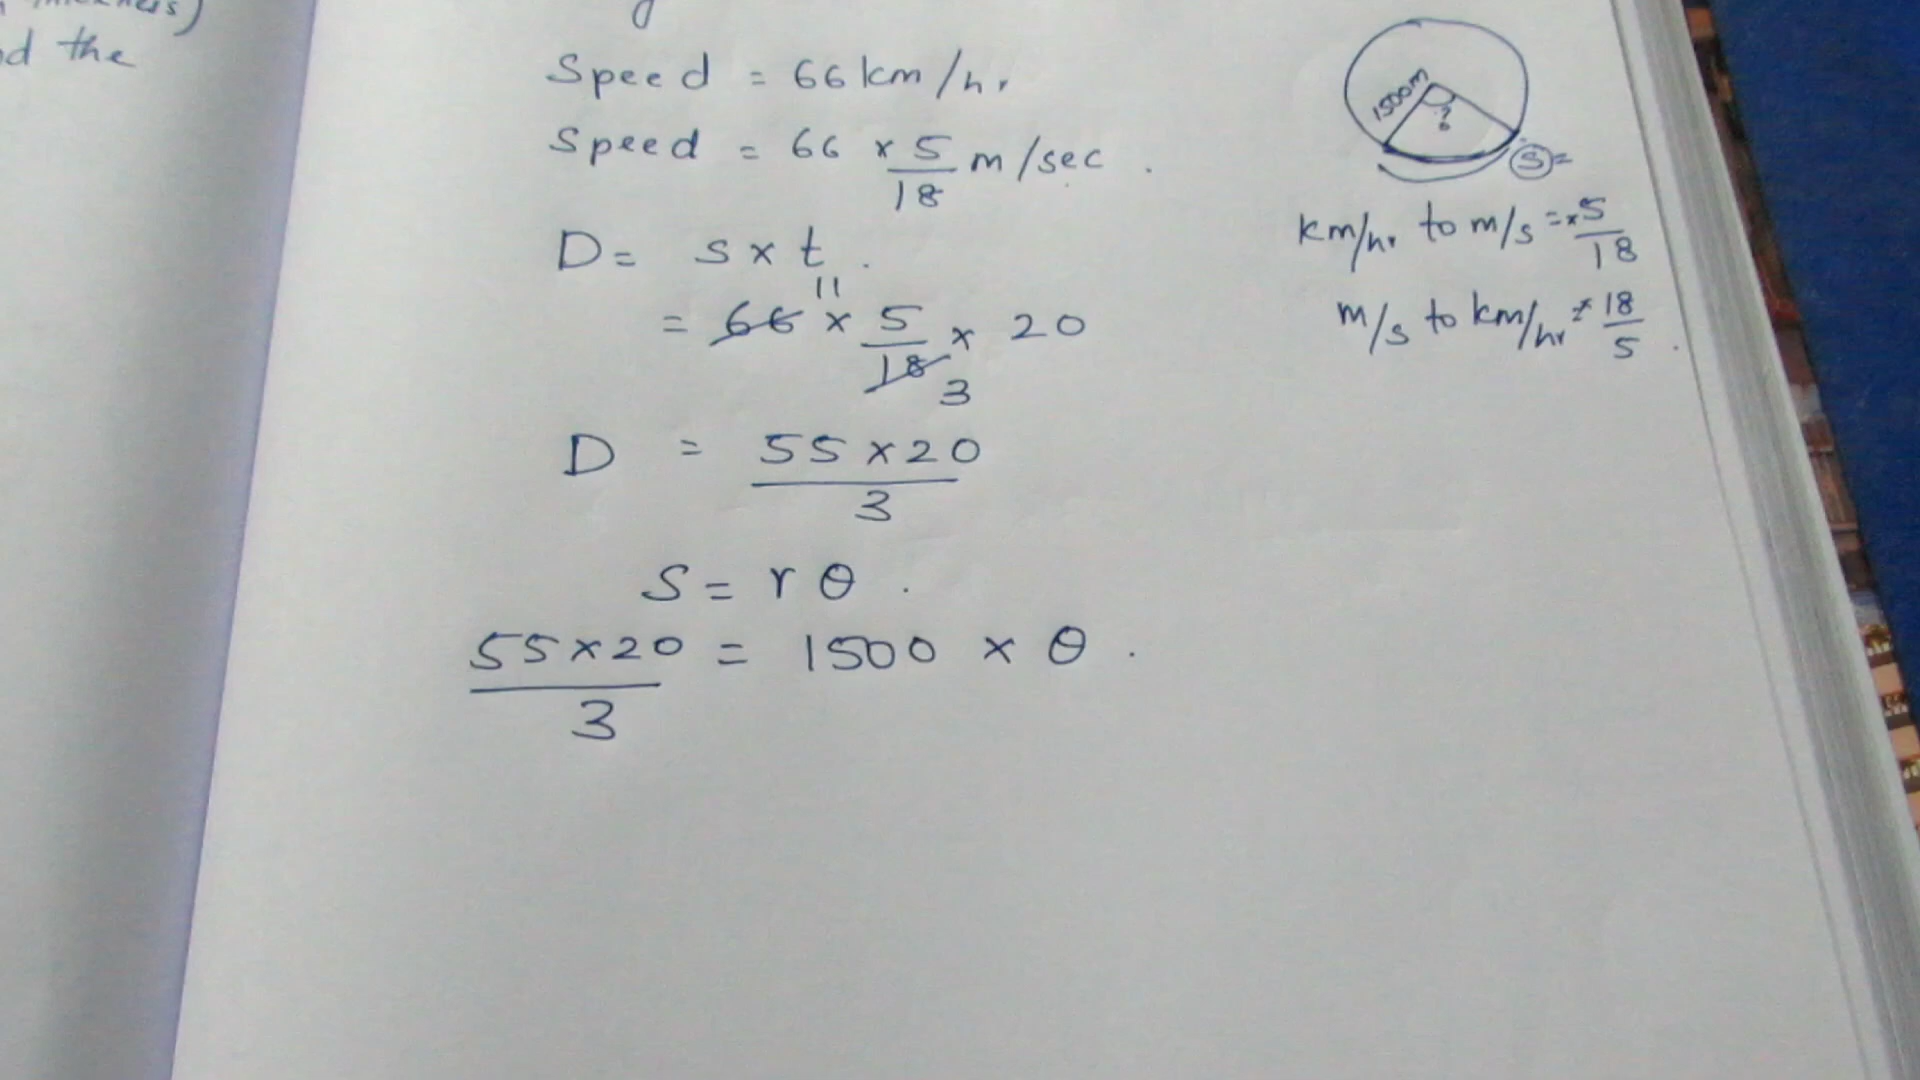 nd the
Speed = 66 km/hr
Speed = 66 × 5/18 m/sec .
D = s × t .
11
= 66 × 5/18 × 20
3
D = 55 × 20 / 3
S = r θ .
55 × 20 / 3 = 1500 × θ .
1500m
?
S =
km/hr to m/s = × 5/18
m/s to km/hr × 18/5 .